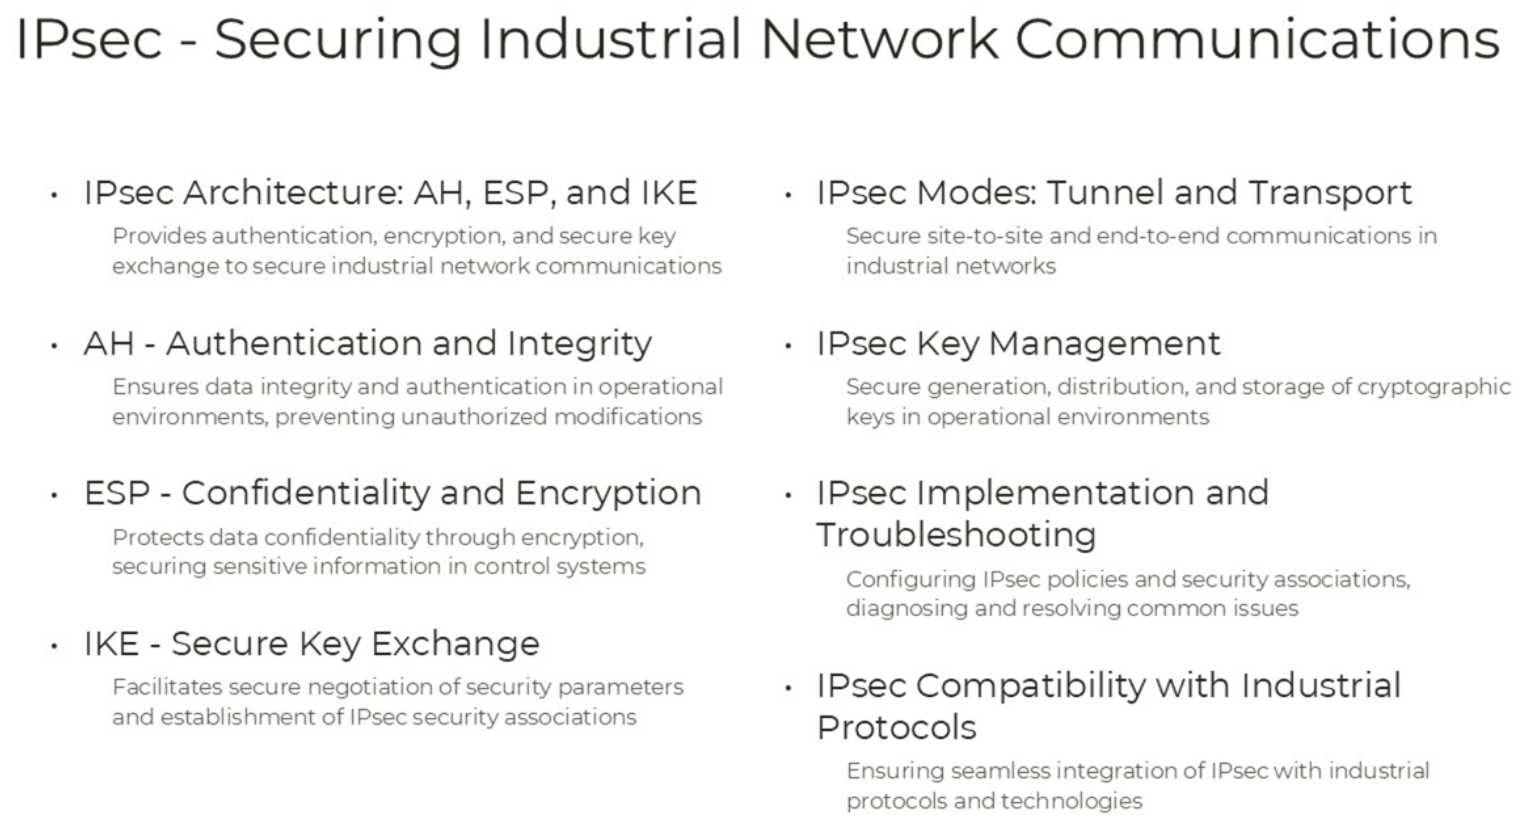 IPsec - Securing Industrial Network Communications
• IPsec Architecture: AH, ESP, and IKE
Provides authentication, encryption, and secure key
exchange to secure industrial network communications
• AH - Authentication and Integrity
Ensures data integrity and authentication in operational
environments, preventing unauthorized modifications
• ESP - Confidentiality and Encryption
Protects data confidentiality through encryption,
securing sensitive information in control systems
• IKE - Secure Key Exchange
Facilitates secure negotiation of security parameters
and establishment of IPsec security associations
• IPsec Modes: Tunnel and Transport
Secure site-to-site and end-to-end communications in
industrial networks
• IPsec Key Management
Secure generation, distribution, and storage of cryptographic
keys in operational environments
• IPsec Implementation and
Troubleshooting
Configuring IPsec policies and security associations,
diagnosing and resolving common issues
• IPsec Compatibility with Industrial
Protocols
Ensuring seamless integration of IPsec with industrial
protocols and technologies